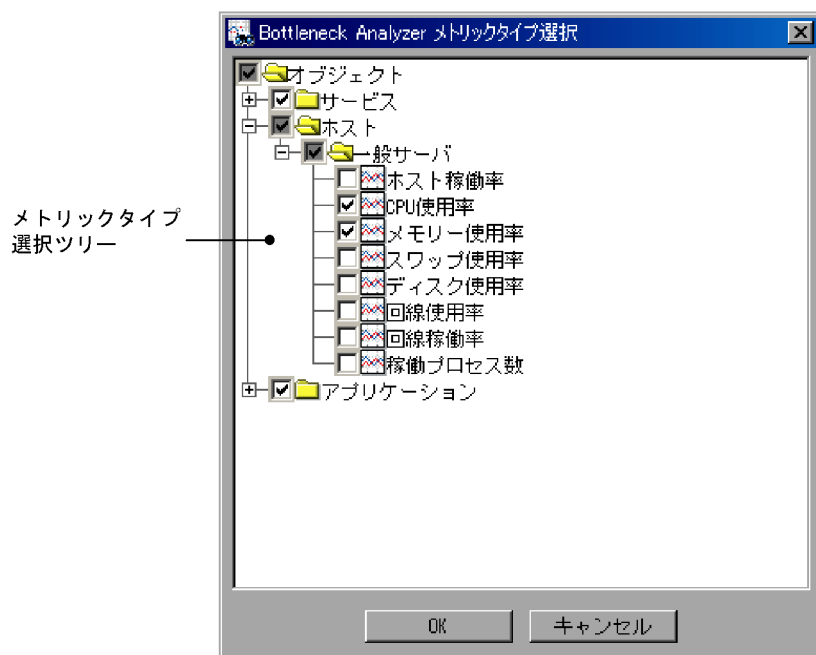 Bottleneck Analyzer メトリックタイプ選択
オブジェクト
サービス
ホスト
一般サーバ
ホスト稼働率
CPU使用率
メモリー使用率
スワップ使用率
ディスク使用率
回線使用率
回線稼働率
稼働プロセス数
アプリケーション
メトリックタイプ
選択ツリー
OK
キャンセル